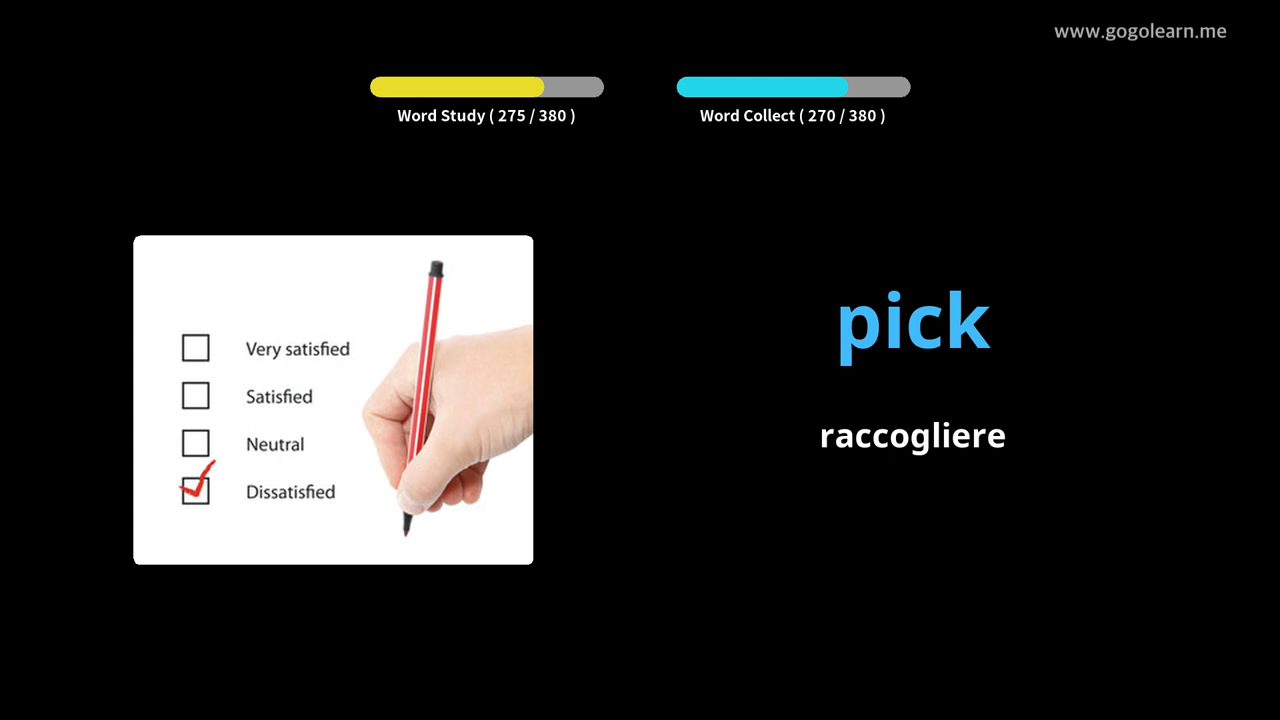 www.gogolearn.me
Word Study ( 275 / 380 )
Word Collect ( 270 / 380 )
Very satisfied
Satisfied
Neutral
Dissatisfied
pick
raccogliere